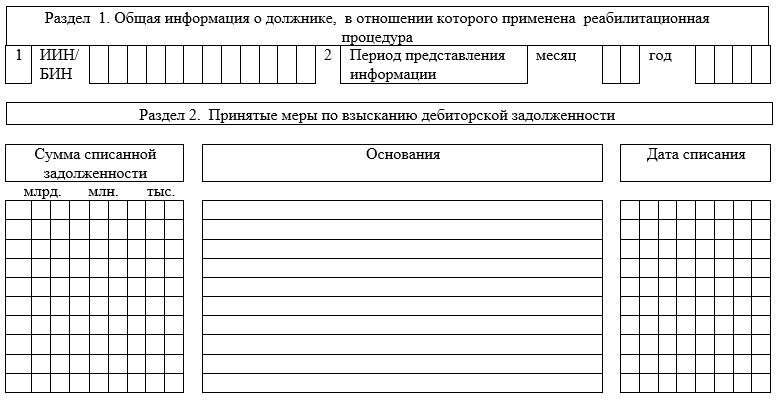 Раздел 1. Общая информация о должнике, в отношении которого применена реабилитационная
процедура
1 ИИН/ 2 Период представления месяц год
БИН информации
Раздел 2. Принятые меры по взысканию дебиторской задолженности
Сумма списанной Основания Дата списания
задолженности
млрд. млн. тыс.